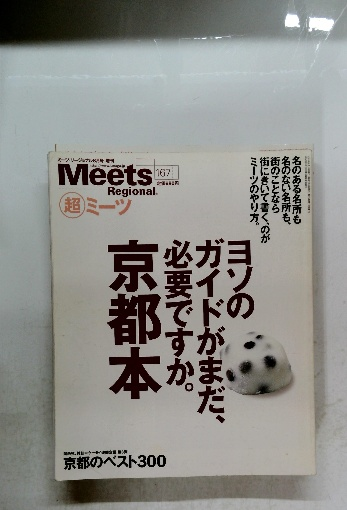 Meets
Regional
167
超ミーツ
名のある名所も
名のない名所も、
街のことなら
街にきいて書く、のが
ミーツのやり方。
ヨソの
ガイドがまだ、
必要ですか。
京都本
京都のベスト300